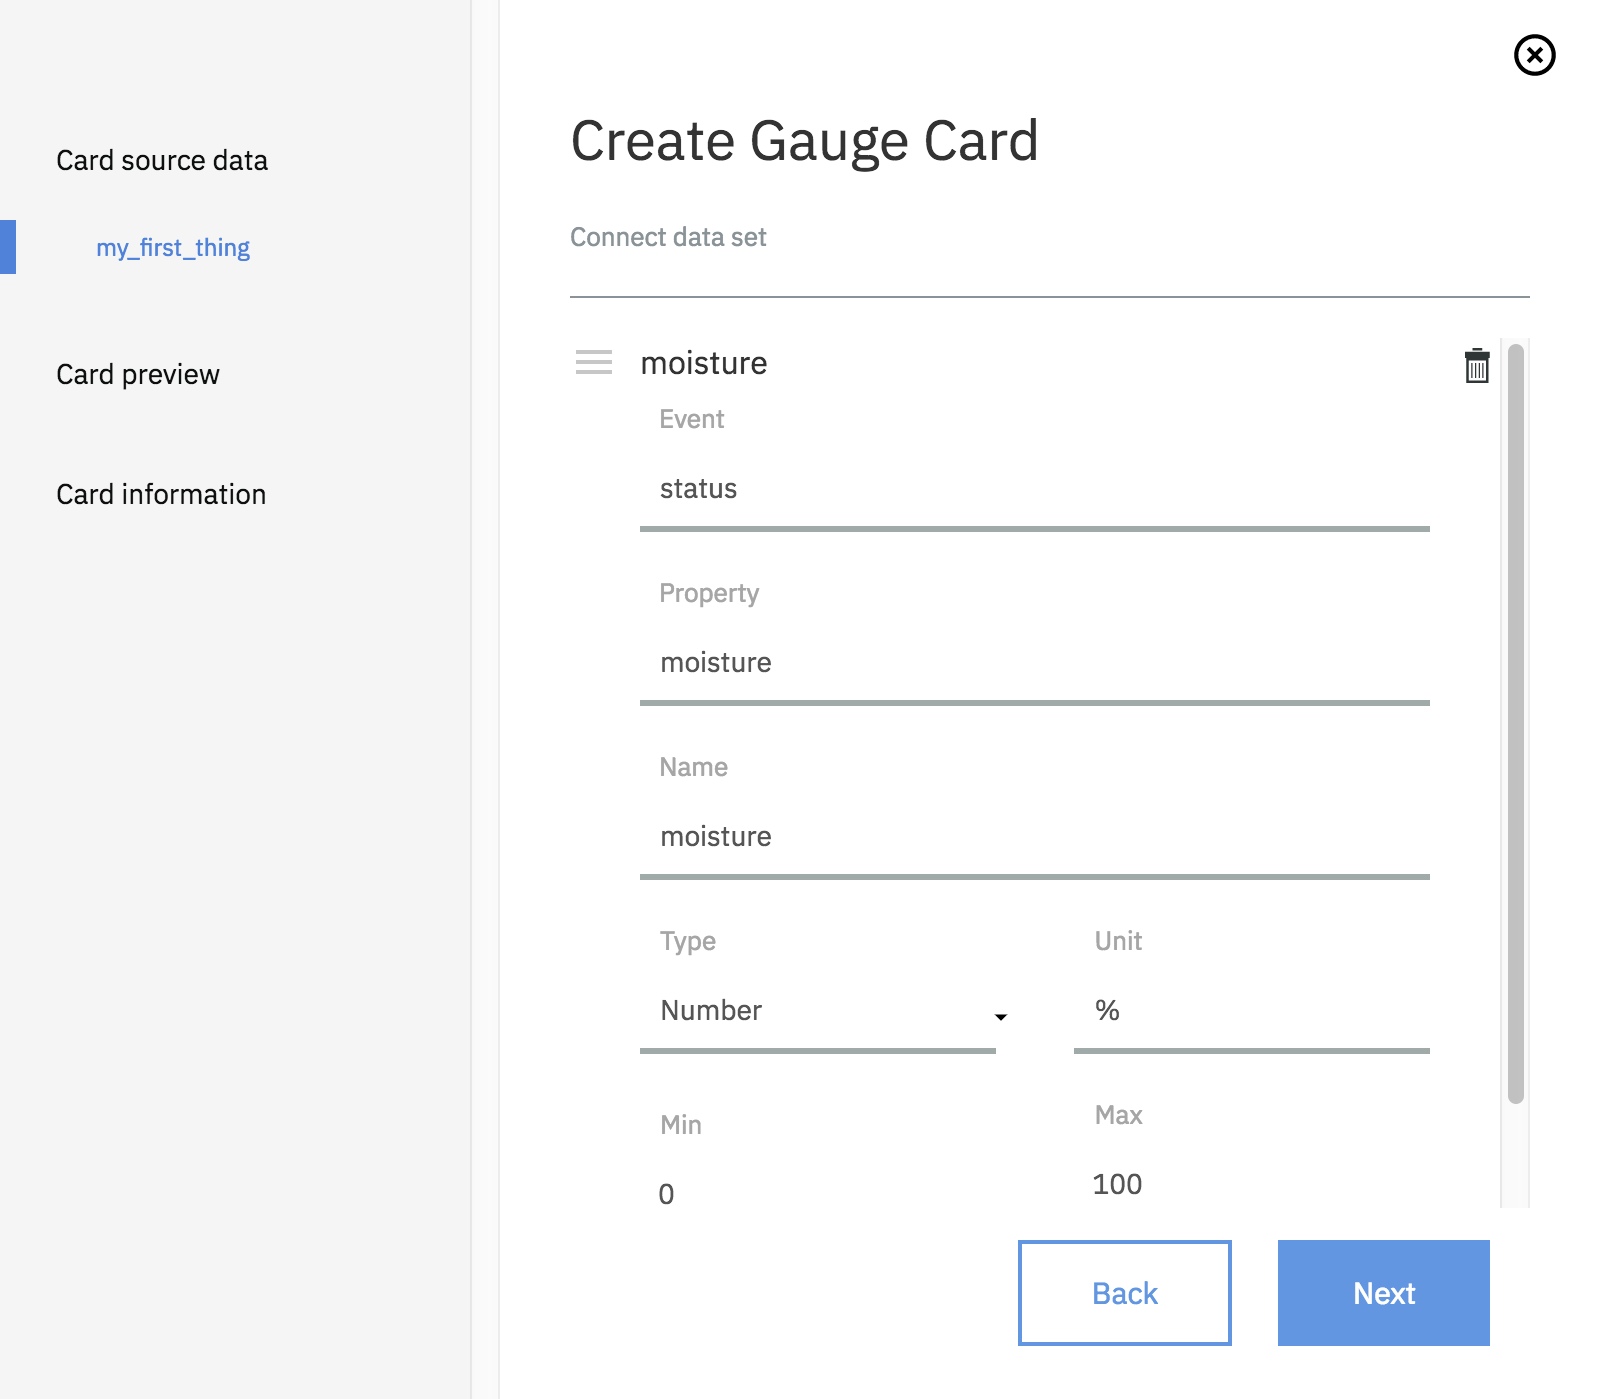 Card source data
my_first_thing
Card preview
Card information
Create Gauge Card
Connect data set
moisture
Event
status
Property
moisture
Name
moisture
Type
Unit
Number
%
Min
Max
0
100
Back
Next